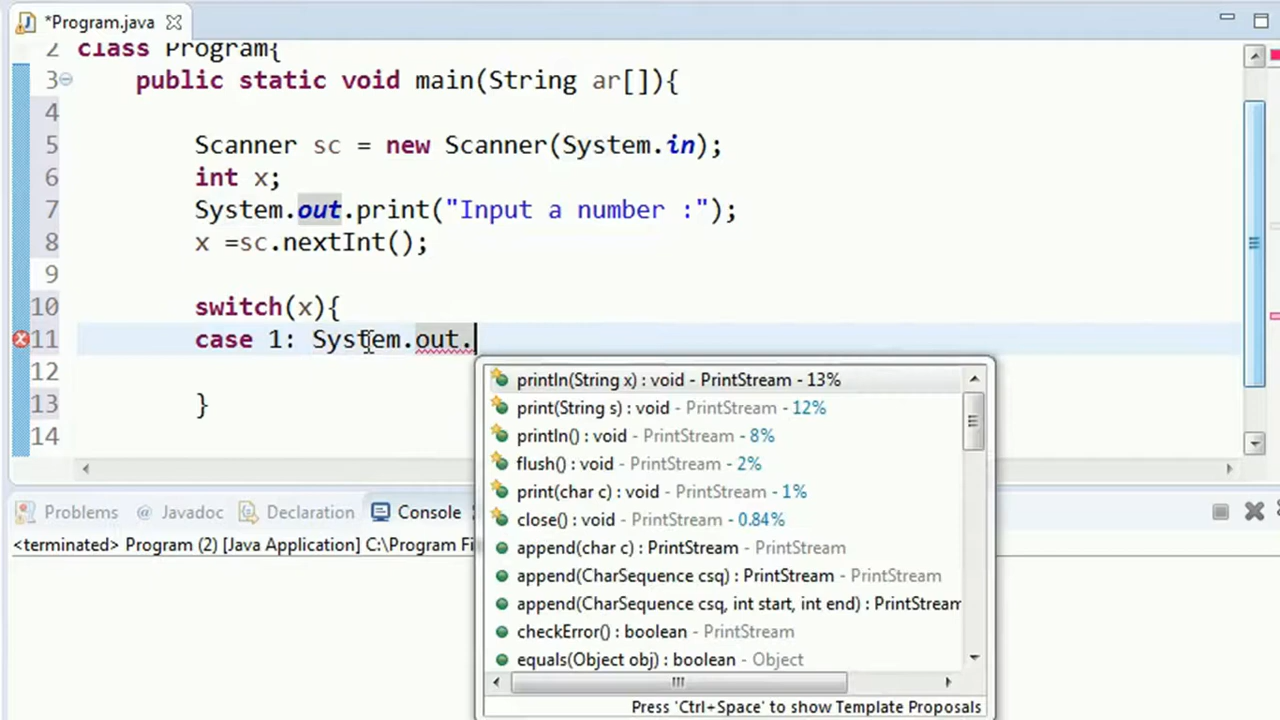 *Program.java
2 class Program{
3 public static void main(String ar[]){
4
5 Scanner sc = new Scanner(System.in);
6 int x;
7 System.out.print("Input a number :");
8 x =sc.nextInt();
9
10 switch(x){
11 case 1: System.out.
12
13 }
14
println(String x) : void - PrintStream - 13%
print(String s) : void - PrintStream - 12%
println() : void - PrintStream - 8%
flush() : void - PrintStream - 2%
print(char c) : void - PrintStream - 1%
close() : void - PrintStream - 0.84%
append(char c) : PrintStream - PrintStream
append(CharSequence csq) : PrintStream - PrintStream
append(CharSequence csq, int start, int end) : PrintStream
checkError() : boolean - PrintStream
equals(Object obj) : boolean - Object
Press 'Ctrl+Space' to show Template Proposals
Problems @ Javadoc Declaration Console
<terminated> Program (2) [Java Application] C:\Program Fi